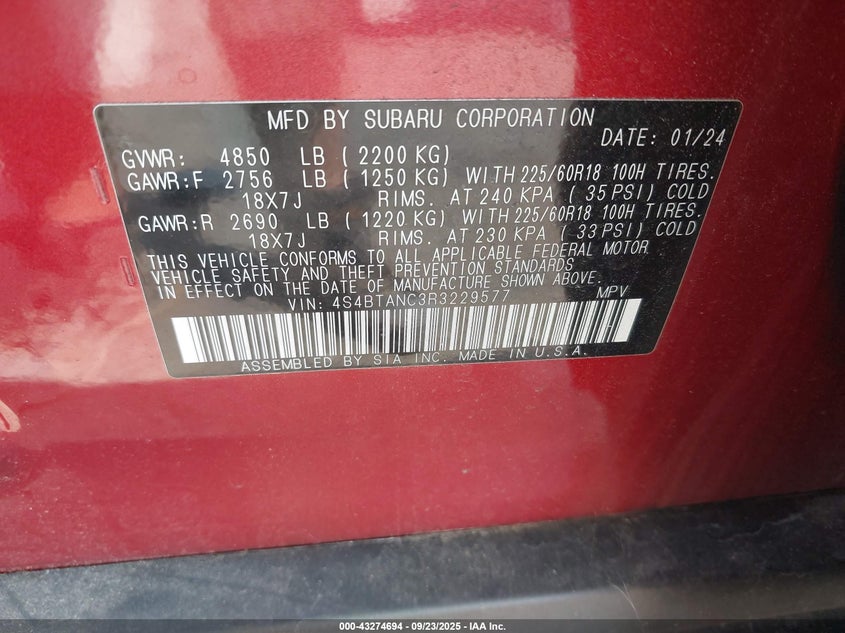 MFD BY SUBARU CORPORATION
DATE: 01/24
GVWR: 4850 LB ( 2200 KG)
GAWR:F 2756 LB ( 1250 KG) WITH 225/60R18 100H TIRES.
18X7J RIMS. AT 240 KPA ( 35 PSI) COLD
GAWR:R 2690 LB ( 1220 KG) WITH 225/60R18 100H TIRES.
18X7J RIMS. AT 230 KPA ( 33 PSI) COLD
THIS VEHICLE CONFORMS TO ALL APPLICABLE FEDERAL MOTOR
VEHICLE SAFETY AND THEFT PREVENTION STANDARDS
IN EFFECT ON THE DATE OF MANUFACTURE SHOWN ABOVE.
VIN: 4S4BTANC3R3229577 MPV
ASSEMBLED BY SIA INC. MADE IN U.S.A.
000-43274694 - 09/23/2025 - IAA Inc.